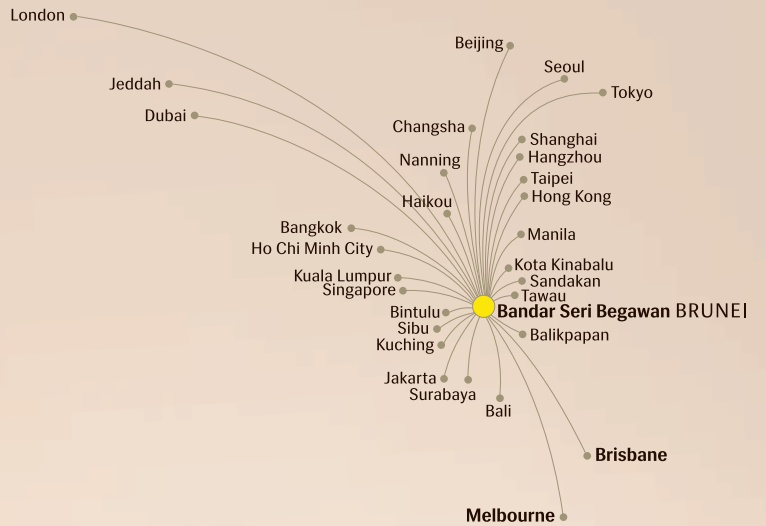 London
Beijing
Seoul
Jeddah
Tokyo
Dubai
Changsha
Shanghai
Nanning
Hangzhou
Taipei
Haikou
Hong Kong
Bangkok
Manila
Ho Chi Minh City
Kota Kinabalu
Kuala Lumpur
Sandakan
Singapore
Tawau
Bintulu
Bandar Seri Begawan BRUNEI
Sibu
Balikpapan
Kuching
Jakarta
Surabaya
Bali
Brisbane
Melbourne